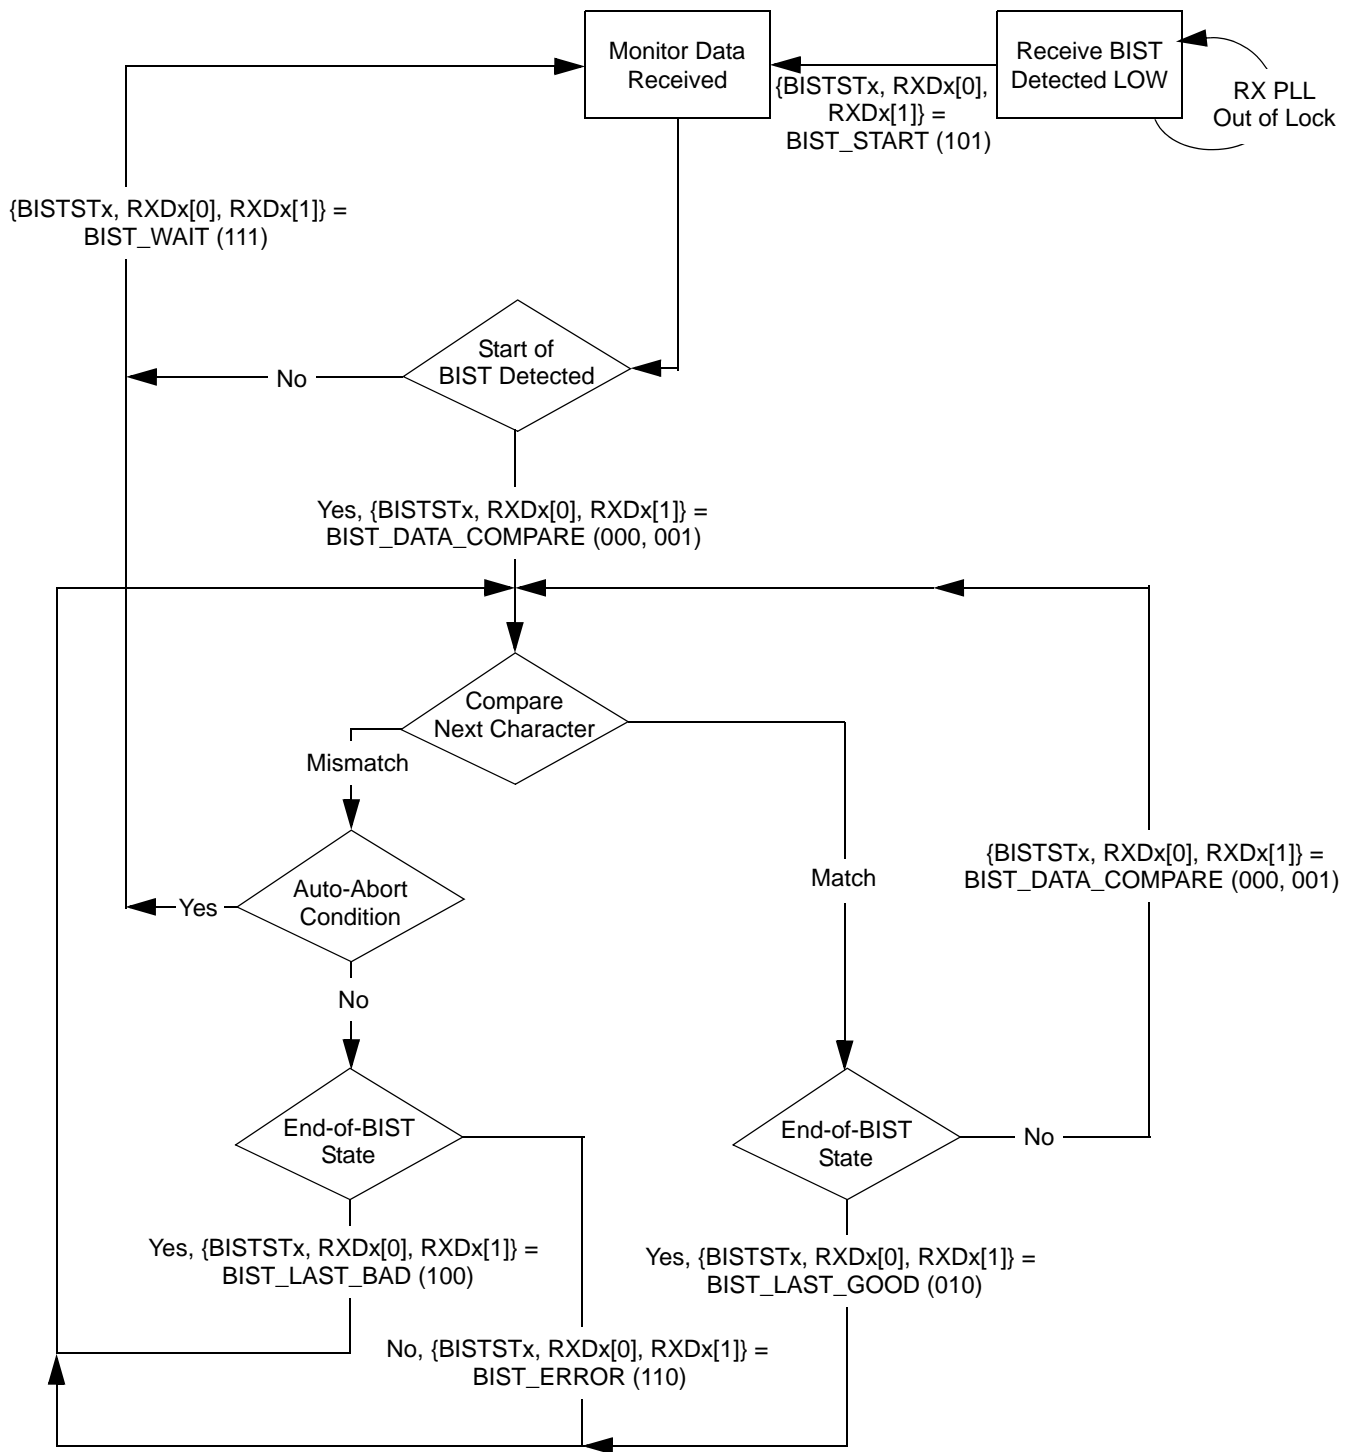 Monitor Data
Received
Receive BIST
Detected LOW
RX PLL
Out of Lock
{BISTSTx, RXDx[0],
RXDx[1]} =
BIST_START (101)
{BISTSTx, RXDx[0], RXDx[1]} =
BIST_WAIT (111)
Start of
BIST Detected
No
Yes, {BISTSTx, RXDx[0], RXDx[1]} =
BIST_DATA_COMPARE (000, 001)
Compare
Next Character
Mismatch
Match
{BISTSTx, RXDx[0], RXDx[1]} =
BIST_DATA_COMPARE (000, 001)
Auto-Abort
Condition
Yes
No
End-of-BIST
State
End-of-BIST
State
No
Yes, {BISTSTx, RXDx[0], RXDx[1]} =
BIST_LAST_BAD (100)
Yes, {BISTSTx, RXDx[0], RXDx[1]} =
BIST_LAST_GOOD (010)
No, {BISTSTx, RXDx[0], RXDx[1]} =
BIST_ERROR (110)